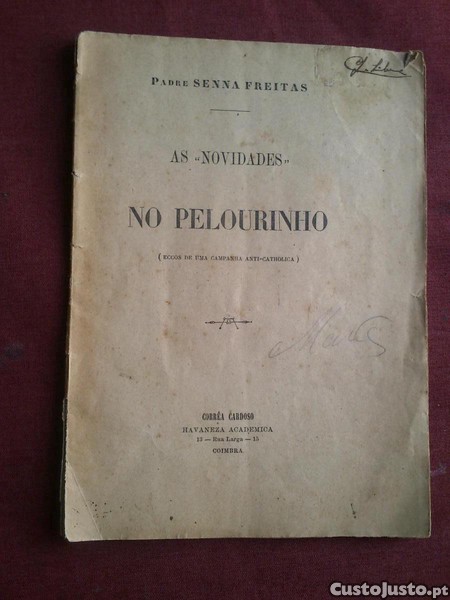 PADRE SENNA FREITAS
AS «NOVIDADES»
NO PELOURINHO
( ECCOS DE UMA CAMPANHA ANTI-CATHOLICA )
CORRÊA CARDOSO
HAVANEZA ACADEMICA
13 — Rua Larga — 15
COIMBRA
CustoJusto.pt